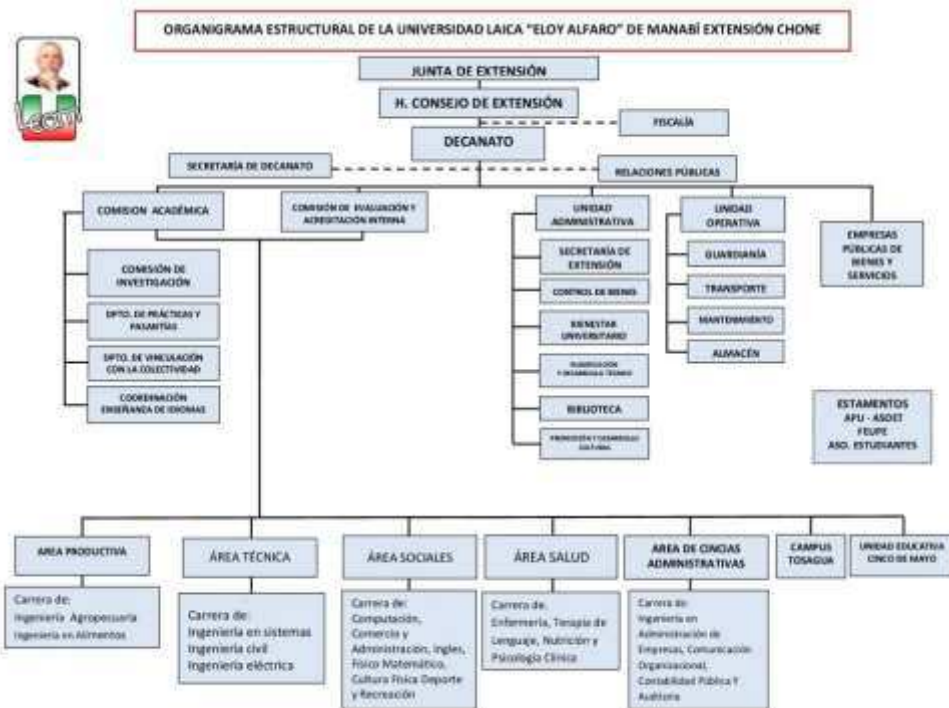 ORGANIGRAMA ESTRUCTURAL DE LA UNIVERSIDAD LAICA "ELOY ALFARO" DE MANABÍ EXTENSIÓN CHONE
JUNTA DE EXTENSIÓN
H. CONSEJO DE EXTENSIÓN
FISCALÍA
DECANATO
SECRETARÍA DE DECANATO
RELACIONES PÚBLICAS
COMISION ACADÉMICA
COMISIÓN DE EVALUACIÓN Y
ACREDITACIÓN INTERNA
UNIDAD
ADMINISTRATIVA
UNIDAD
OPERATIVA
EMPRESAS
PÚBLICAS DE
BIENES Y
SERVICIOS
COMISIÓN DE
INVESTIGACIÓN
DPTO. DE PRÁCTICAS Y
PASANTÍAS
DPTO. DE VINCULACIÓN
CON LA COLECTIVIDAD
COORDINACIÓN
ENSEÑANZA DE IDIOMAS
SECRETARÍA DE
EXTENSIÓN
CONTROL DE BIENES
BIENESTAR
UNIVERSITARIO
PLANIFICACIÓN
Y DESARROLLO TÉCNICO
BIBLIOTECA
PROMOCIÓN Y DESARROLLO
CULTURAL
GUARDIANÍA
TRANSPORTE
MANTENIMIENTO
ALMACÉN
ESTAMENTOS
APU - ASDET
FEUPE
ASO. ESTUDIANTES
AREA PRODUCTIVA
Carrera de:
Ingeniería Agropecuaria
Ingeniería en Alimentos
ÁREA TÉCNICA
Carrera de:
Ingeniería en sistemas
Ingeniería civil
Ingeniería eléctrica
ÁREA SOCIALES
Carrera de:
Computación,
Comercio y
Administración, Ingles,
Físico Matemático,
Cultura Física Deporte
y Recreación
ÁREA SALUD
Carrera de.
Enfermería, Terapia de
Lenguaje, Nutrición y
Psicología Clínica
AREA DE CINCIAS
ADMINISTRATIVAS
Carrera de:
Ingeniería en
Administración de
Empresas, Comunicación
Organizacional,
Contabilidad Pública Y
Auditoria
CAMPUS
TOSAGUA
UNIDAD EDUCATIVA
CINCO DE MAYO